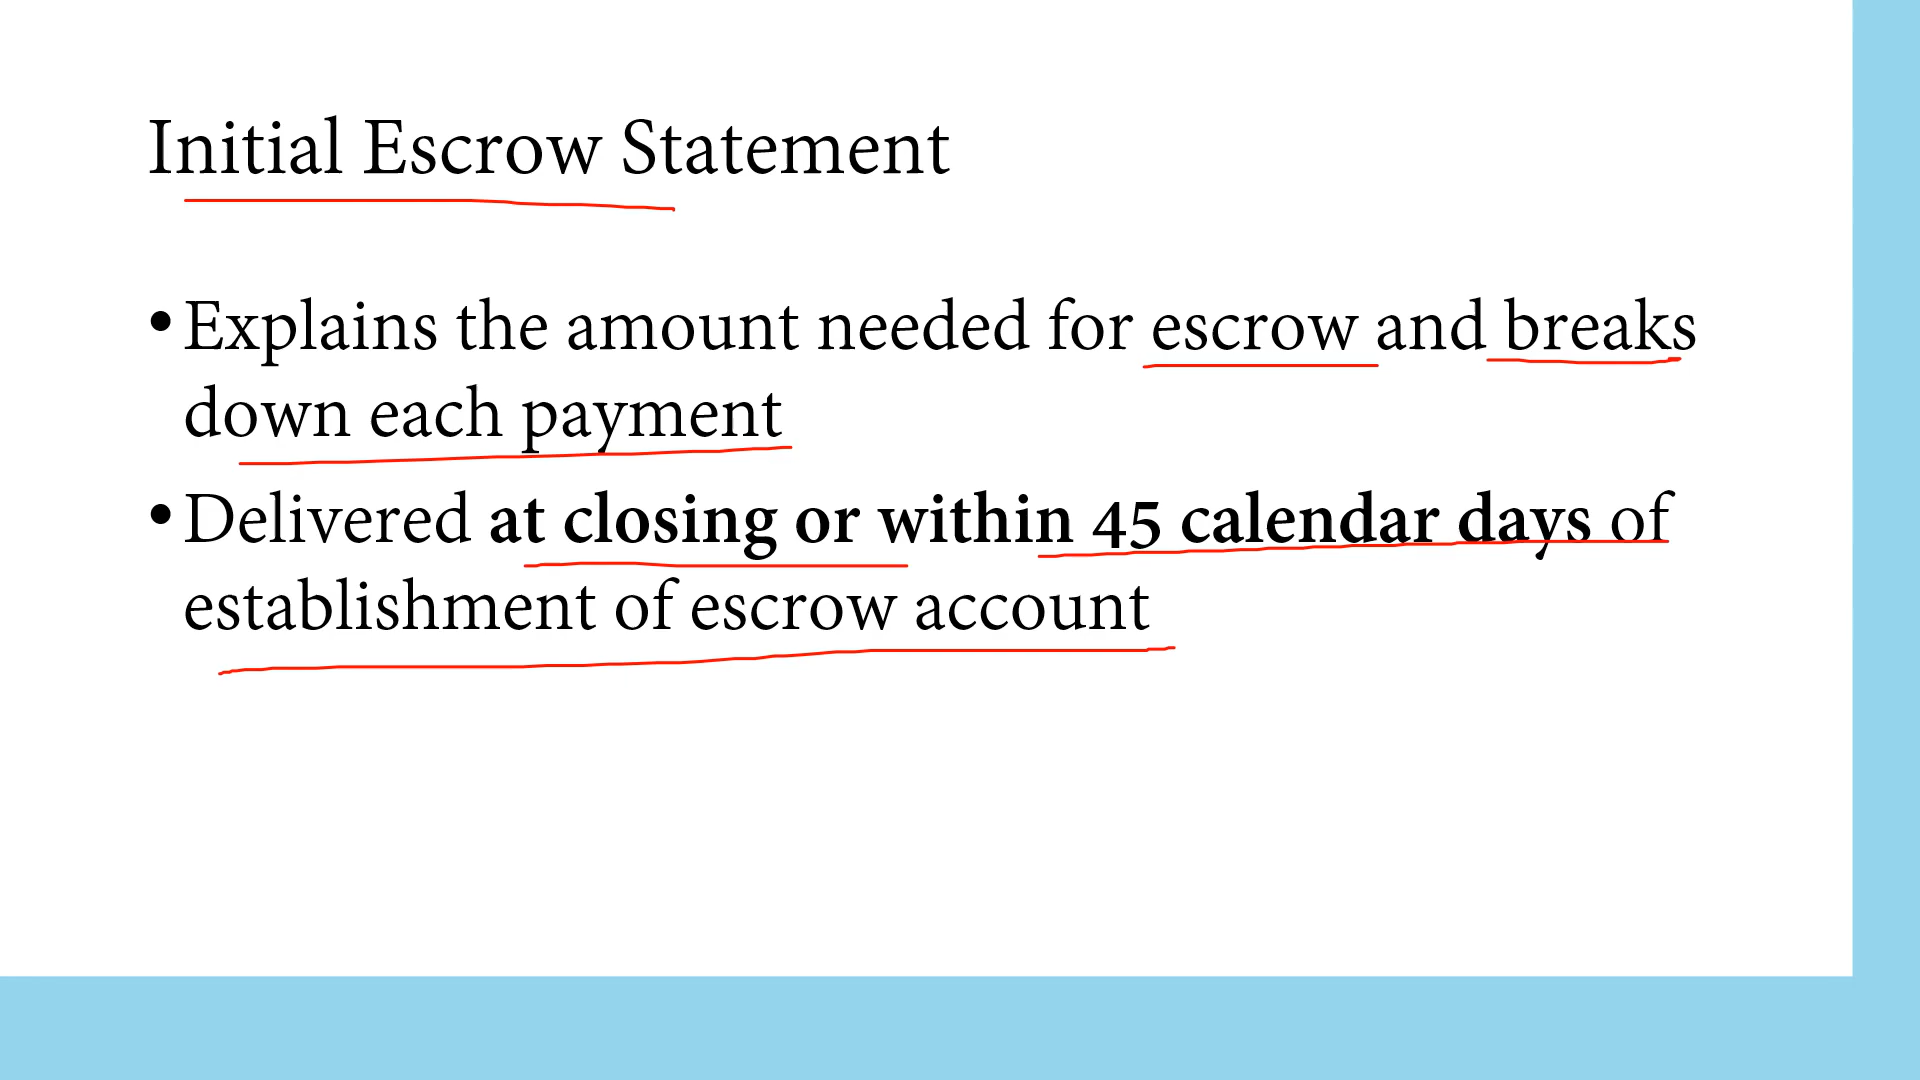 Initial Escrow Statement
• Explains the amount needed for escrow and breaks
down each payment
• Delivered at closing or within 45 calendar days of
establishment of escrow account